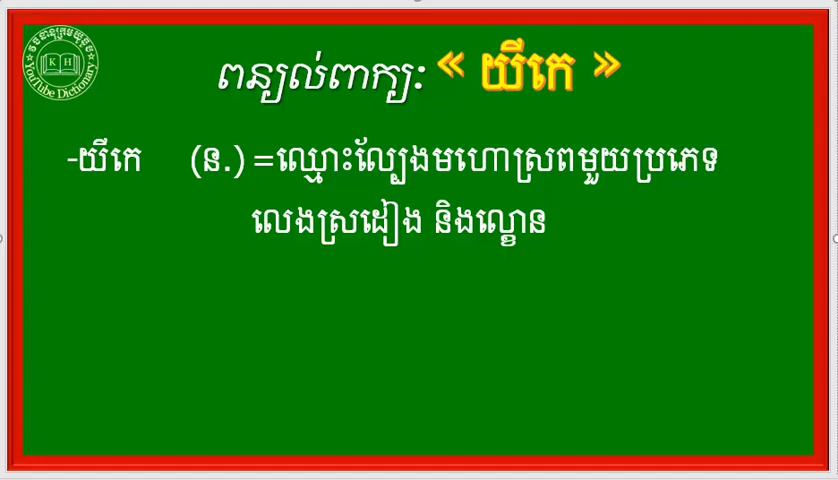 ពន្យល់ពាក្យៈ « យីកេ »
-យីកេ (ន.) =ឈ្មោះល្បែងមហោស្រពមួយប្រភេទ
លេងស្រដៀង និងល្ខោន
K H
YouTube Dictionary